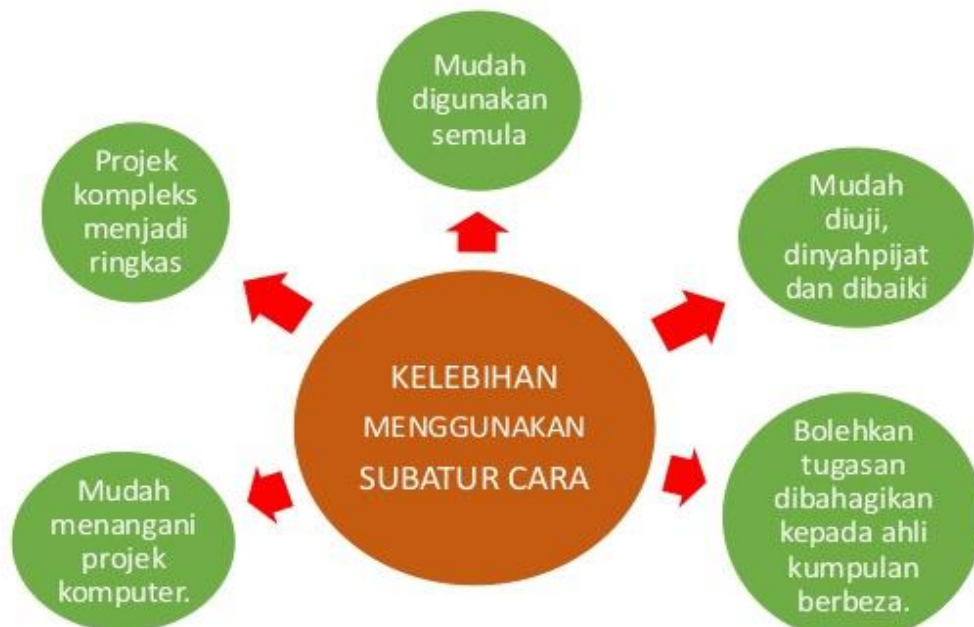 Mudah
digunakan
semula
Projek
kompleks
menjadi
ringkas
Mudah
diuji,
dinyahpijat
dan dibaiki
KELEBIHAN
MENGGUNAKAN
SUBATUR CARA
Mudah
menangani
projek
komputer.
Bolehkan
tugasan
dibahagikan
kepada ahli
kumpulan
berbeza.